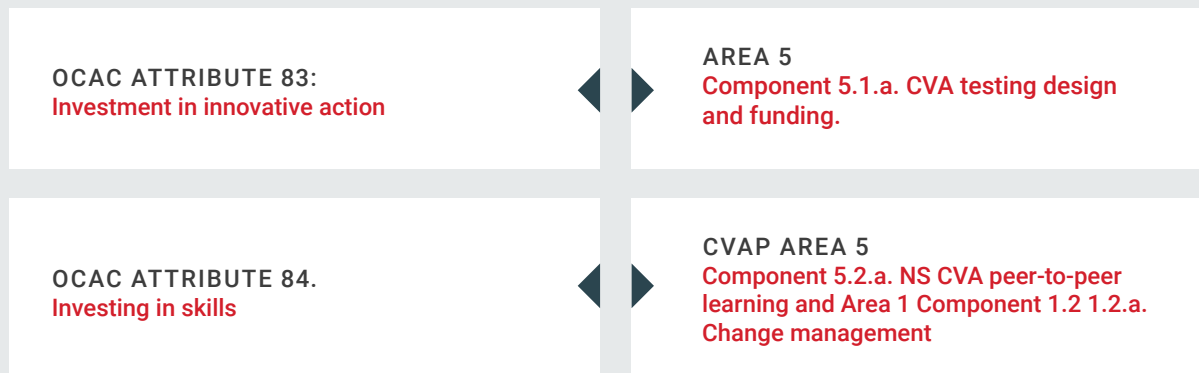 OCAC ATTRIBUTE 83:
Investment in innovative action
AREA 5
Component 5.1.a. CVA testing design
and funding.
OCAC ATTRIBUTE 84.
Investing in skills
CVAP AREA 5
Component 5.2.a. NS CVA peer-to-peer
learning and Area 1 Component 1.2 1.2.a.
Change management